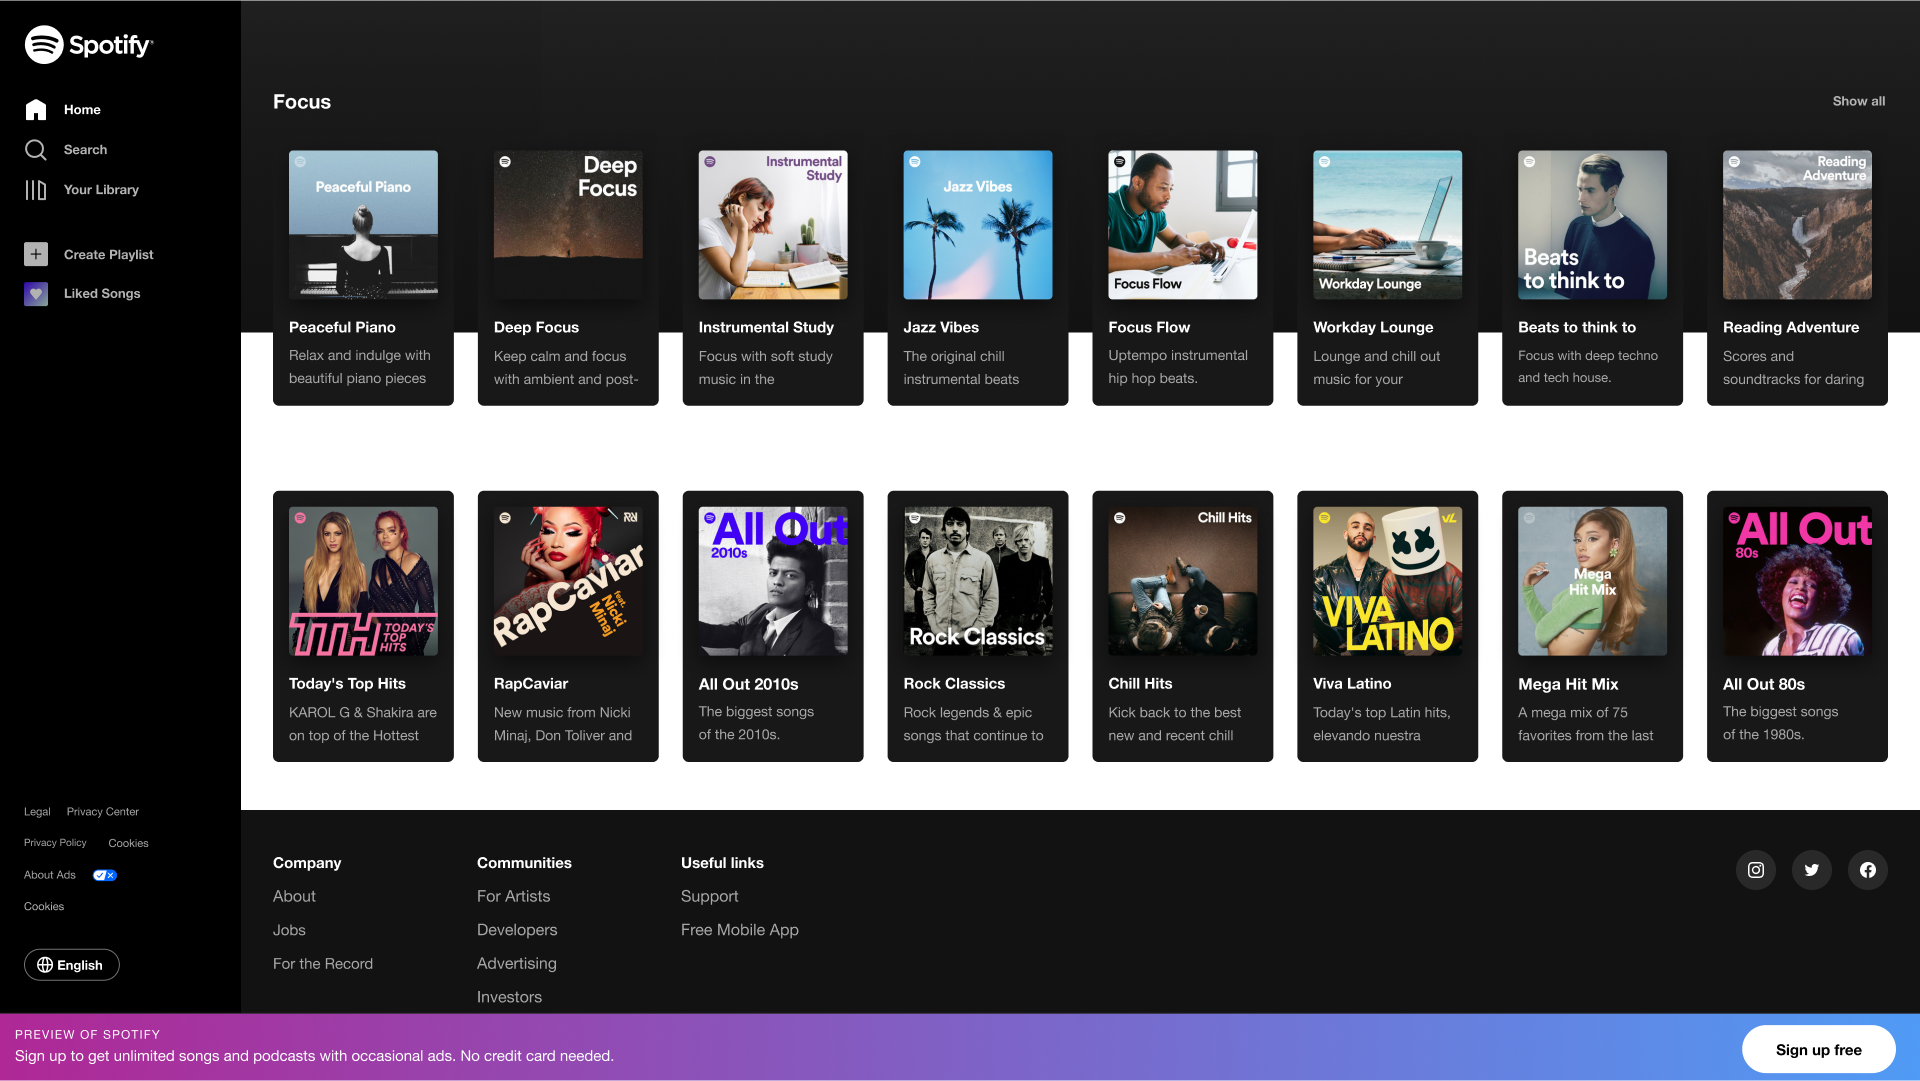 Spotify
Home
Search
Your Library
Create Playlist
Liked Songs
Legal Privacy Center
Privacy Policy Cookies
About Ads
Cookies
English
Focus
Show all
Peaceful Piano
Peaceful Piano
Relax and indulge with
beautiful piano pieces
Deep
Focus
Deep Focus
Keep calm and focus
with ambient and post-
Instrumental
Study
Instrumental Study
Focus with soft study
music in the
Jazz Vibes
Jazz Vibes
The original chill
instrumental beats
Focus Flow
Focus Flow
Uptempo instrumental
hip hop beats.
Workday Lounge
Workday Lounge
Lounge and chill out
music for your
Beats
to think to
Beats to think to
Focus with deep techno
and tech house.
Reading
Adventure
Reading Adventure
Scores and
soundtracks for daring
TTH TODAY'S
TOP
HITS
Today's Top Hits
KAROL G & Shakira are
on top of the Hottest
RapCaviar
feat.
Nicki
Minaj
RapCaviar
New music from Nicki
Minaj, Don Toliver and
All Out
2010s
All Out 2010s
The biggest songs
of the 2010s.
Rock Classics
Rock Classics
Rock legends & epic
songs that continue to
Chill Hits
Chill Hits
Kick back to the best
new and recent chill
VL
VIVA
LATINO
Viva Latino
Today's top Latin hits,
elevando nuestra
Mega
Hit Mix
Mega Hit Mix
A mega mix of 75
favorites from the last
All Out
80s
All Out 80s
The biggest songs
of the 1980s.
Company
About
Jobs
For the Record
Communities
For Artists
Developers
Advertising
Investors
Useful links
Support
Free Mobile App
PREVIEW OF SPOTIFY
Sign up to get unlimited songs and podcasts with occasional ads. No credit card needed.
Sign up free